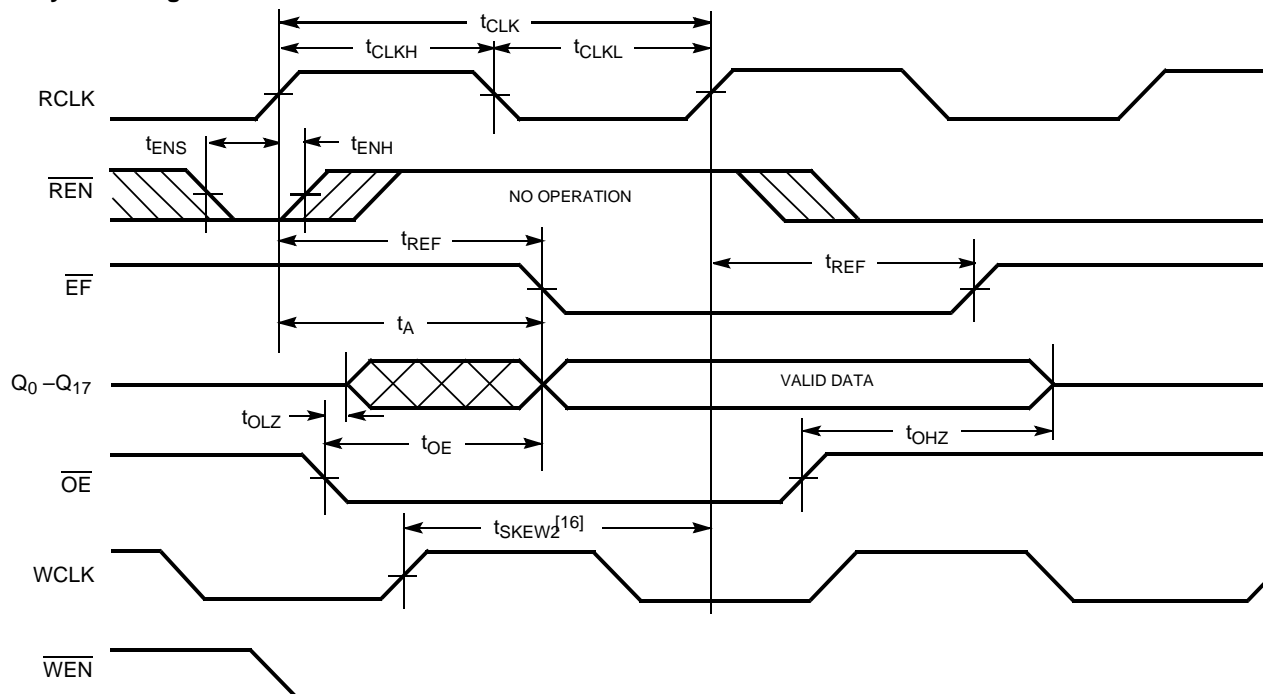 tCLK
tCLKH
tCLKL
RCLK
tENS
tENH
REN
NO OPERATION
tREF
tREF
EF
tA
Q0 –Q17
VALID DATA
tOLZ
tOE
tOHZ
OE
tSKEW2[16]
WCLK
WEN